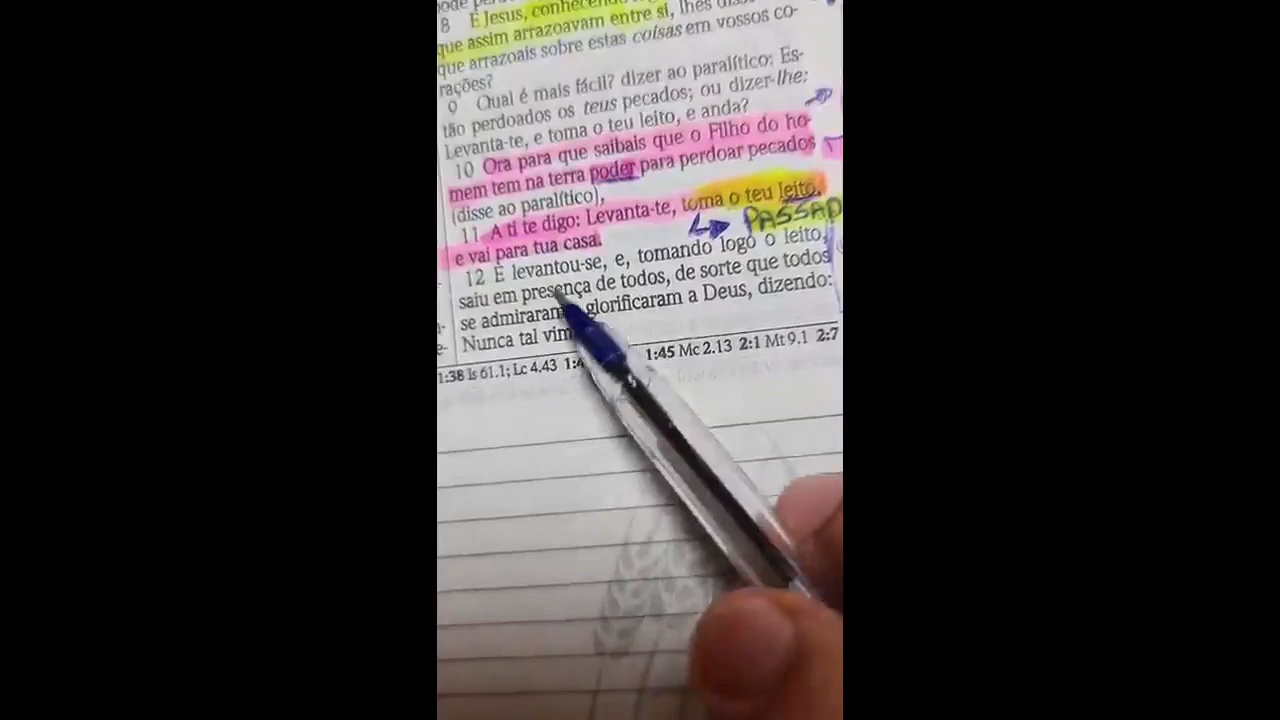 8 E Jesus, conhecendo
que assim arrazoavam entre si, lhes
que arrazoais sobre estas coisas em vossos co-
rações?
9 Qual é mais fácil? dizer ao paralítico: Es-
tão perdoados os teus pecados; ou dizer-lhe:
Levanta-te, e toma o teu leito, e anda?
10 Ora para que saibais que o Filho do ho-
mem tem na terra poder para perdoar pecados
(disse ao paralítico),
11 A ti te digo: Levanta-te, toma o teu leito,
PASSAD
e vai para tua casa.
12 E levantou-se, e, tomando logo o leito,
saiu em presença de todos, de sorte que todos
se admiraram glorificaram a Deus, dizendo:
Nunca tal vim
1:38 Is 61.1; Lc 4.43 1:4 1:45 Mc 2.13 2:1 Mt 9.1 2:7